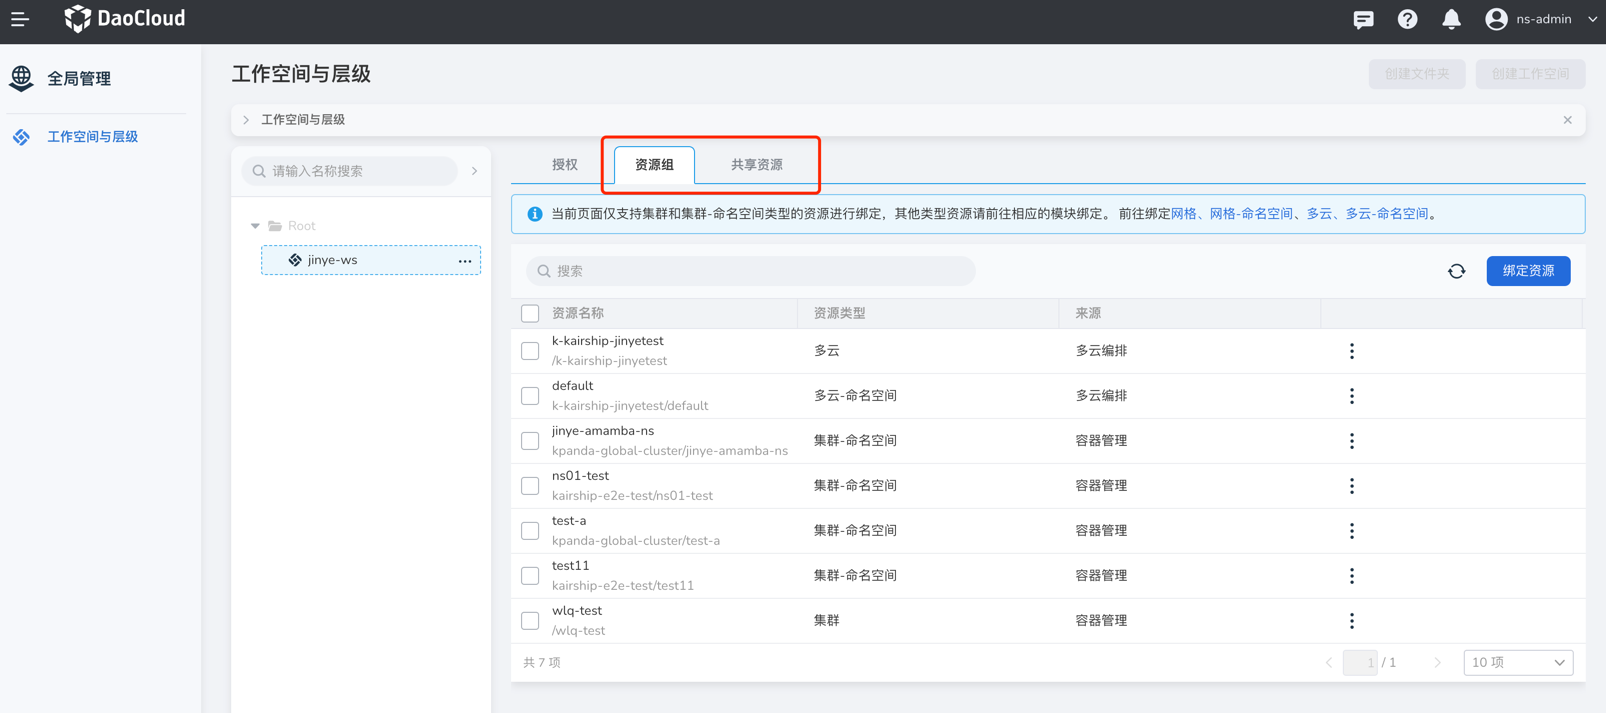 DaoCloud
ns-admin
全局管理
工作空间与层级
工作空间与层级
创建文件夹
创建工作空间
工作空间与层级
请输入名称搜索
Root
jinye-ws
授权
资源组
共享资源
当前页面仅支持集群和集群-命名空间类型的资源进行绑定，其他类型资源请前往相应的模块绑定。 前往绑定网格、网格-命名空间、多云、多云-命名空间。
搜索
绑定资源
资源名称 资源类型 来源
k-kairship-jinyetest
/k-kairship-jinyetest
多云 多云编排
default
k-kairship-jinyetest/default
多云-命名空间 多云编排
jinye-amamba-ns
kpanda-global-cluster/jinye-amamba-ns
集群-命名空间 容器管理
ns01-test
kairship-e2e-test/ns01-test
集群-命名空间 容器管理
test-a
kpanda-global-cluster/test-a
集群-命名空间 容器管理
test11
kairship-e2e-test/test11
集群-命名空间 容器管理
wlq-test
/wlq-test
集群 容器管理
共 7 项
1 / 1
10 项